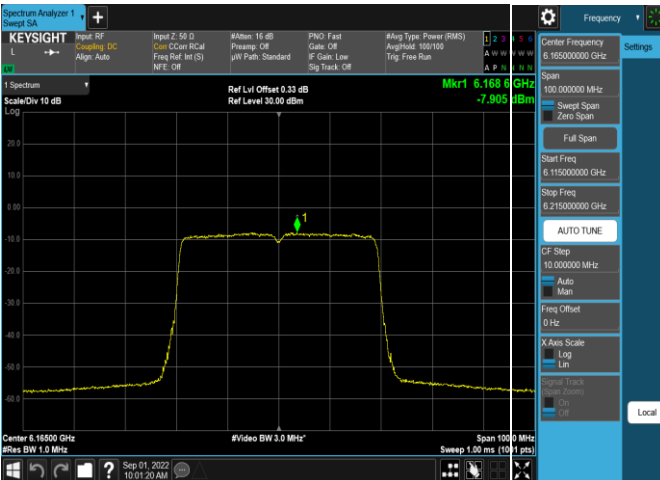 Spectrum Analyzer 1
Swept SA
Frequency
KEYSIGHT
L
Input: RF
Coupling: DC
Align: Auto
Input Z: 50 Ω
Corr CCorr RCal
Freq Ref: Int (S)
NFE: Off
#Atten: 16 dB
Preamp: Off
µW Path: Standard
PNO: Fast
Gate: Off
IF Gain: Low
Sig Track: Off
#Avg Type: Power (RMS)
Avg|Hold: 100/100
Trig: Free Run
1 2 3 4 5 6
A W W W W W
A P N N N N
1 Spectrum
Scale/Div 10 dB
Log
Ref Lvl Offset 0.33 dB
Ref Level 30.00 dBm
Mkr1 6.168 6 GHz
-7.905 dBm
20.0
10.0
0.00
-10.0
-20.0
-30.0
-40.0
-50.0
-60.0
1
Center 6.16500 GHz
#Res BW 1.0 MHz
#Video BW 3.0 MHz*
Span 100.0 MHz
Sweep 1.00 ms (1001 pts)
Sep 01, 2022
10:01:20 AM
Center Frequency
6.165000000 GHz
Span
100.000000 MHz
Swept Span
Zero Span
Full Span
Start Freq
6.115000000 GHz
Stop Freq
6.215000000 GHz
AUTO TUNE
CF Step
10.000000 MHz
Auto
Man
Freq Offset
0 Hz
X Axis Scale
Log
Lin
Signal Track
(Span Zoom)
On
Off
Settings
Local